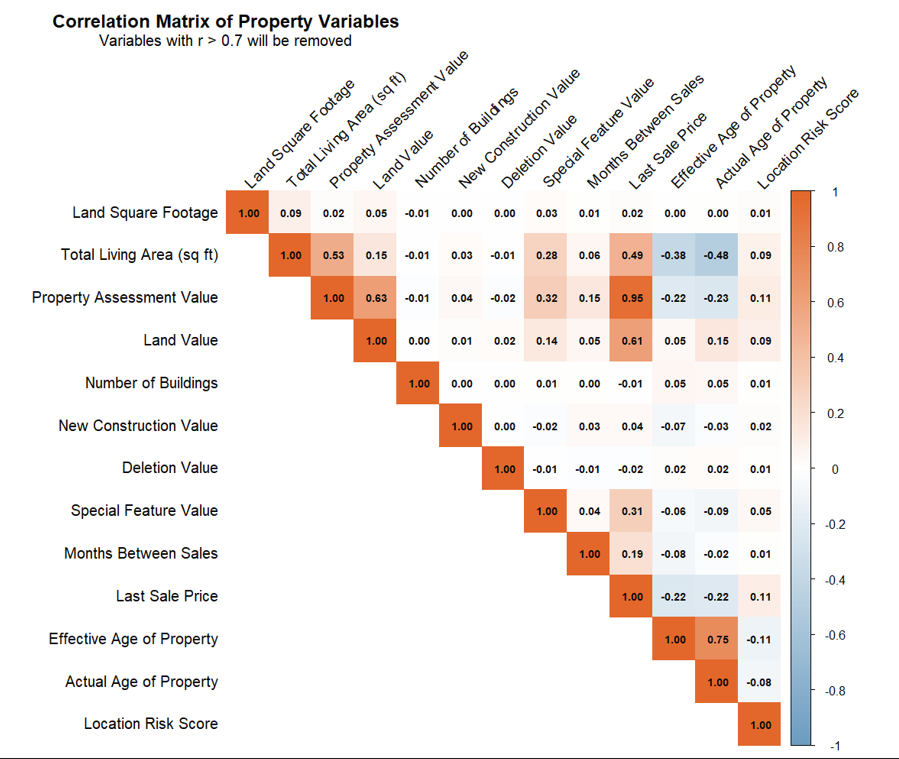 Correlation Matrix of Property Variables
Variables with r > 0.7 will be removed
Land Square Footage
Total Living Area (sq ft)
Property Assessment Value
Land Value
Number of Buildings
New Construction Value
Deletion Value
Special Feature Value
Months Between Sales
Last Sale Price
Effective Age of Property
Actual Age of Property
Location Risk Score
Land Square Footage 1.00 0.09 0.02 0.05 -0.01 0.00 0.00 0.03 0.01 0.02 0.00 0.00 0.01
Total Living Area (sq ft) 1.00 0.53 0.15 -0.01 0.03 -0.01 0.28 0.06 0.49 -0.38 -0.48 0.09
Property Assessment Value 1.00 0.63 -0.01 0.04 -0.02 0.32 0.15 0.95 -0.22 -0.23 0.11
Land Value 1.00 0.00 0.01 0.02 0.14 0.05 0.61 0.05 0.15 0.09
Number of Buildings 1.00 0.00 0.00 0.01 0.00 -0.01 0.05 0.05 0.01
New Construction Value 1.00 0.00 -0.02 0.03 0.04 -0.07 -0.03 0.02
Deletion Value 1.00 -0.01 -0.01 -0.02 0.02 0.02 0.01
Special Feature Value 1.00 0.04 0.31 -0.06 -0.09 0.05
Months Between Sales 1.00 0.19 -0.08 -0.02 0.01
Last Sale Price 1.00 -0.22 -0.22 0.11
Effective Age of Property 1.00 0.75 -0.11
Actual Age of Property 1.00 -0.08
Location Risk Score 1.00
1
0.8
0.6
0.4
0.2
0
-0.2
-0.4
-0.6
-0.8
-1